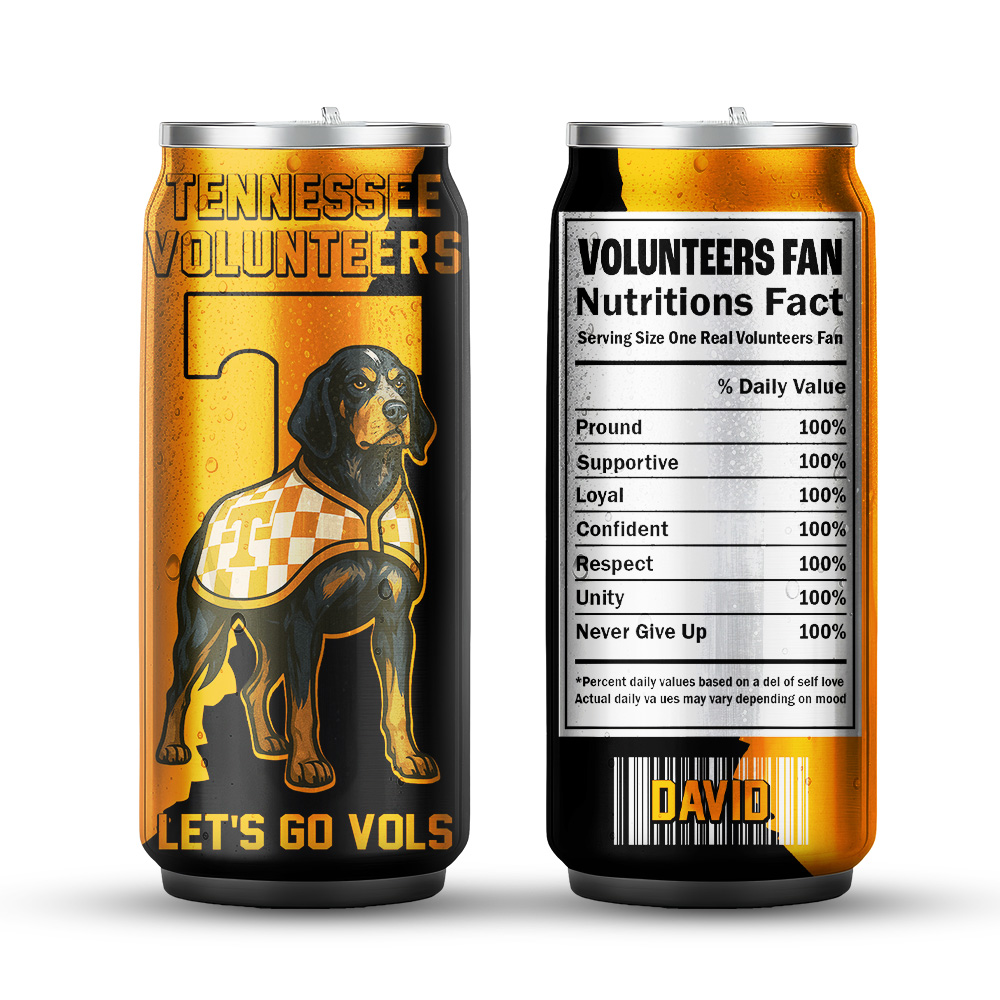 TENNESSEE
VOLUNTEERS
T
T
LET'S GO VOLS
VOLUNTEERS FAN
Nutritions Fact
Serving Size One Real Volunteers Fan
% Daily Value
Pround 100%
Supportive 100%
Loyal 100%
Confident 100%
Respect 100%
Unity 100%
Never Give Up 100%
*Percent daily values based on a del of self love
Actual daily va ues may vary depending on mood
DAVID